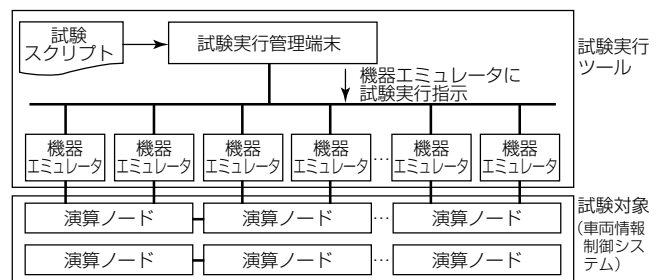 試験
スクリプト
試験実行管理端末
試験実行
ツール
機器エミュレータに
試験実行指示
機器
エミュレータ
機器
エミュレータ
機器
エミュレータ
機器
エミュレータ
…
機器
エミュレータ
機器
エミュレータ
演算ノード
演算ノード
…
演算ノード
試験対象
(車両情報
制御シス
テム)
演算ノード
演算ノード
…
演算ノード